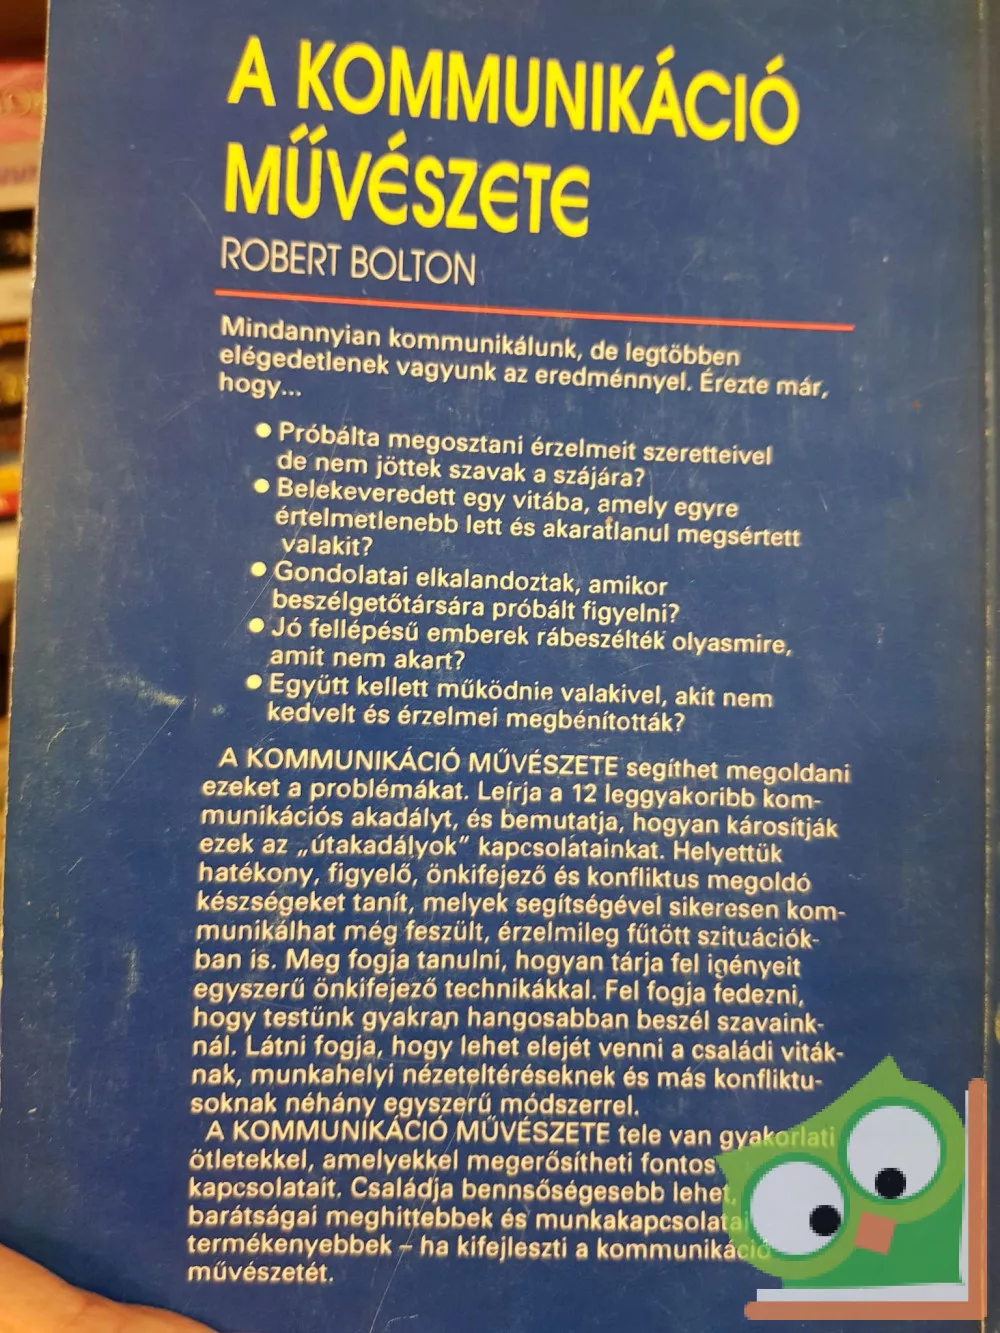 A KOMMUNIKÁCIÓ
MŰVÉSZETE
ROBERT BOLTON
Mindannyian kommunikálunk, de legtöbben
elégedetlenek vagyunk az eredménnyel. Érezte már,
hogy...
● Próbálta megosztani érzelmeit szeretteivel
de nem jöttek szavak a szájára?
● Belekeveredett egy vitába, amely egyre
értelmetlenebb lett és akaratlanul megsértett
valakit?
● Gondolatai elkalandoztak, amikor
beszélgetőtársára próbált figyelni?
● Jó fellépésű emberek rábeszélték olyasmire,
amit nem akart?
● Együtt kellett működnie valakivel, akit nem
kedvelt és érzelmei megbénították?
A KOMMUNIKÁCIÓ MŰVÉSZETE segíthet megoldani
ezeket a problémákat. Leírja a 12 leggyakoribb kom-
munikációs akadályt, és bemutatja, hogyan károsítják
ezek az „útakadályok" kapcsolatainkat. Helyettük
hatékony, figyelő, önkifejező és konfliktus megoldó
készségeket tanít, melyek segítségével sikeresen kom-
munikálhat még feszült, érzelmileg fűtött szituációk-
ban is. Meg fogja tanulni, hogyan tárja fel igényeit
egyszerű önkifejező technikákkal. Fel fogja fedezni,
hogy testünk gyakran hangosabban beszél szavaink-
nál. Látni fogja, hogy lehet elejét venni a családi viták-
nak, munkahelyi nézeteltéréseknek és más konfliktu-
soknak néhány egyszerű módszerrel.
A KOMMUNIKÁCIÓ MŰVÉSZETE tele van gyakorlati
ötletekkel, amelyekkel megerősítheti fontos
kapcsolatait. Családja bennsőségesebb lehet,
barátságai meghittebbek és munkakapcsolatai
termékenyebbek – ha kifejleszti a kommunikáció
művészetét.